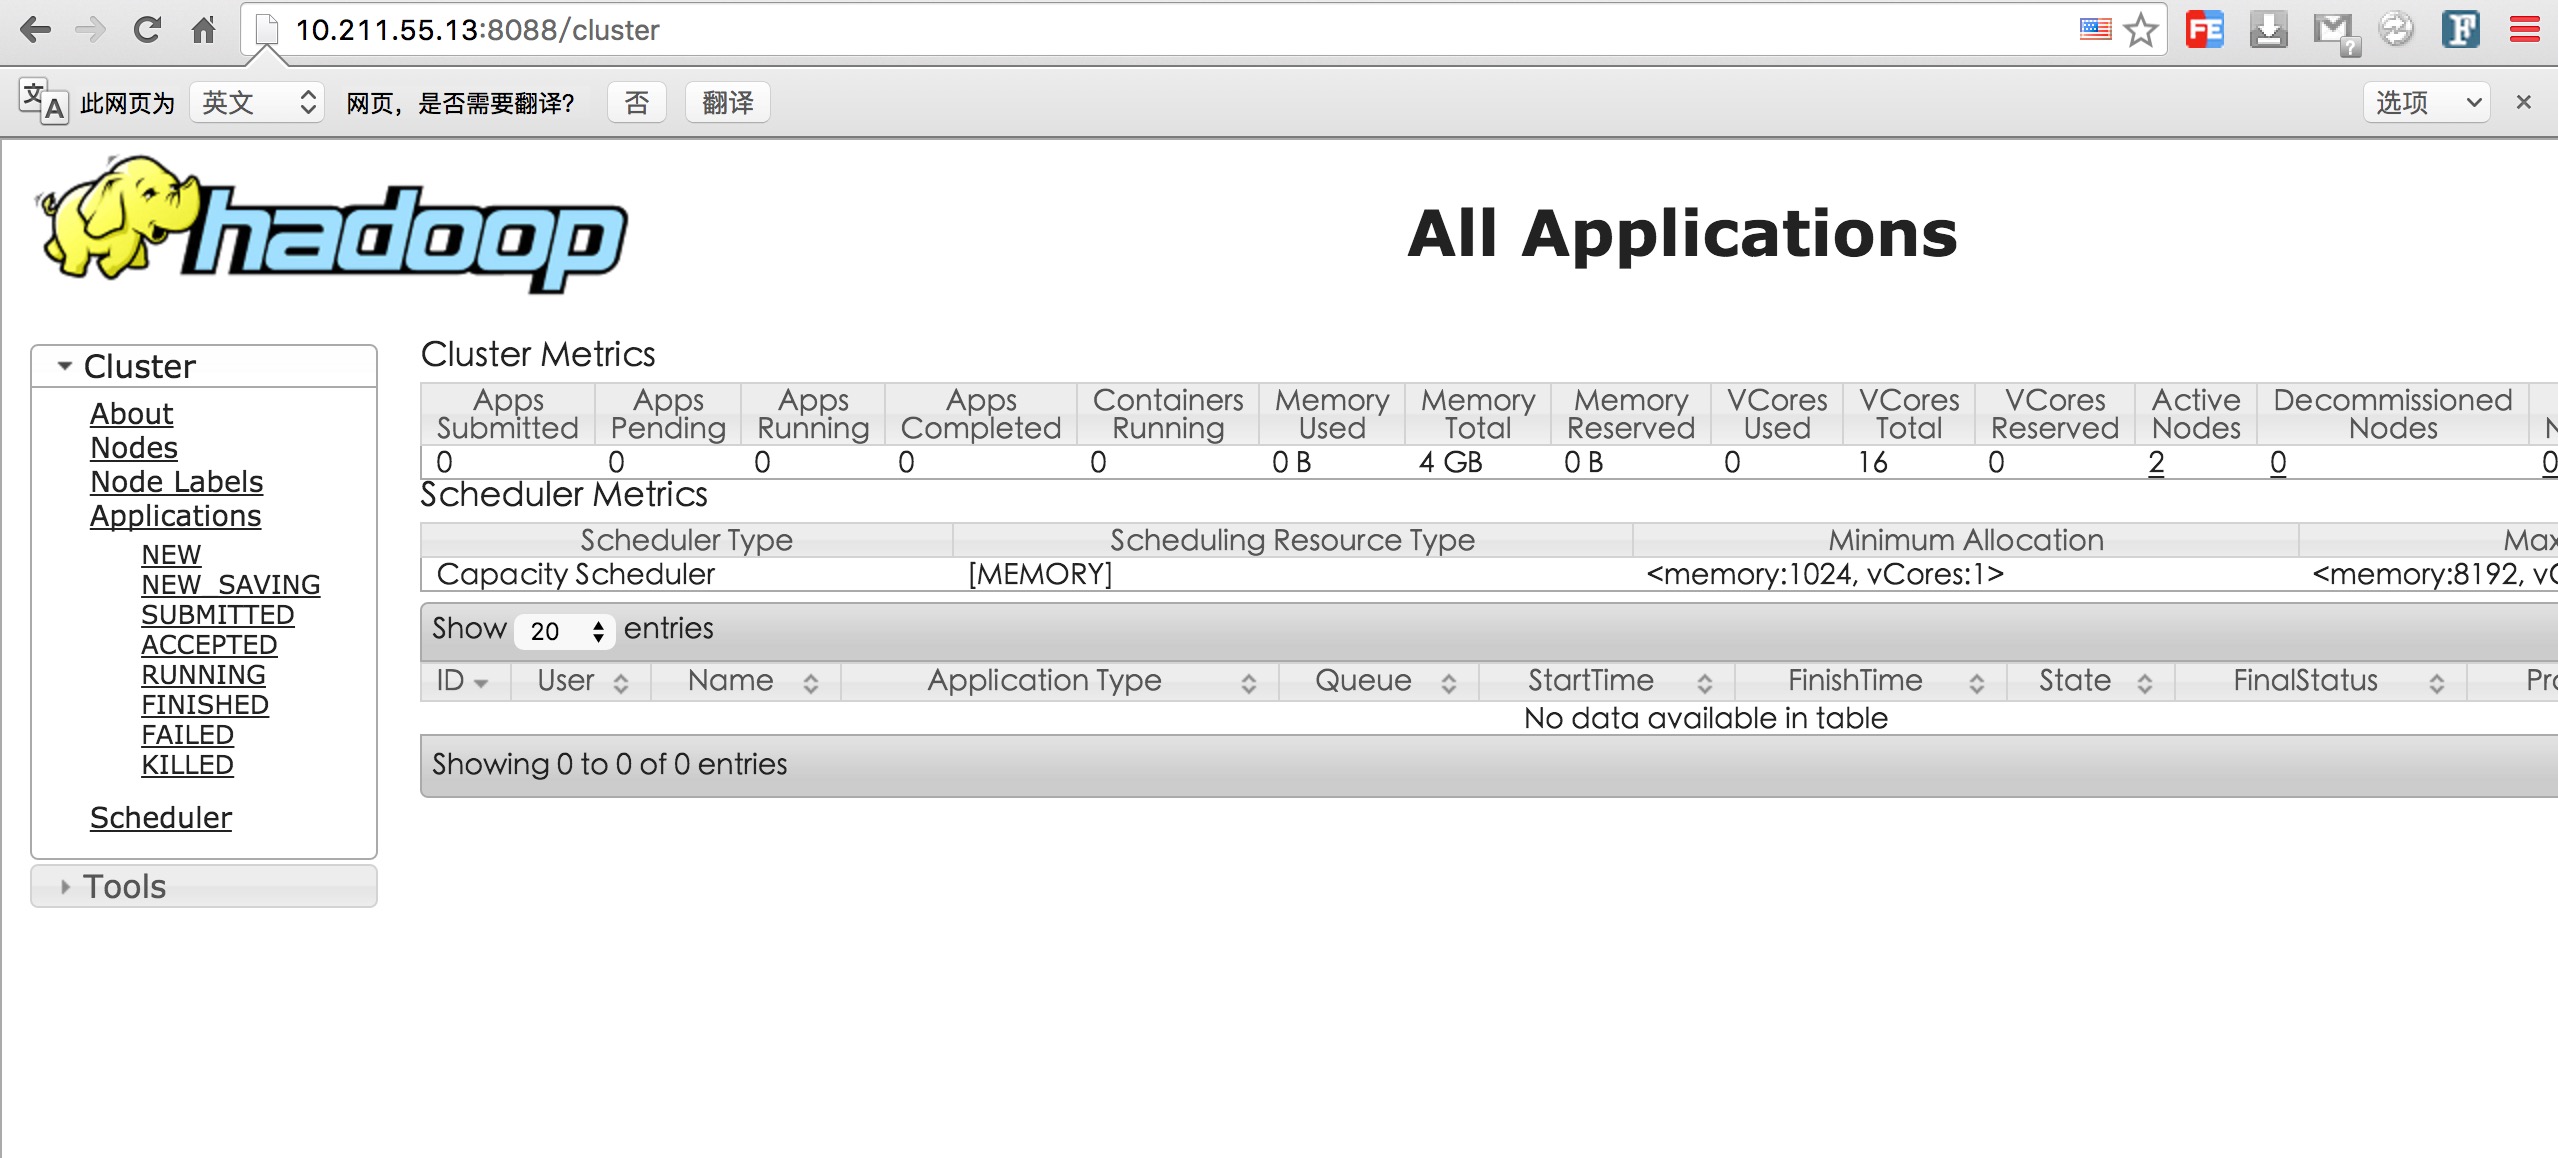 10.211.55.13:8088/cluster
此网页为 英文 网页，是否需要翻译? 否 翻译 选项
hadoop
All Applications
Cluster
About
Nodes
Node Labels
Applications
NEW
NEW_SAVING
SUBMITTED
ACCEPTED
RUNNING
FINISHED
FAILED
KILLED
Scheduler
Tools
Cluster Metrics
Apps Submitted Apps Pending Apps Running Apps Completed Containers Running Memory Used Memory Total Memory Reserved VCores Used VCores Total VCores Reserved Active Nodes Decommissioned Nodes
0 0 0 0 0 0 B 4 GB 0 B 0 16 0 2 0 0
Scheduler Metrics
Scheduler Type Scheduling Resource Type Minimum Allocation
Capacity Scheduler [MEMORY] <memory:1024, vCores:1> <memory:8192,
Show 20 entries
ID User Name Application Type Queue StartTime FinishTime State FinalStatus
No data available in table
Showing 0 to 0 of 0 entries